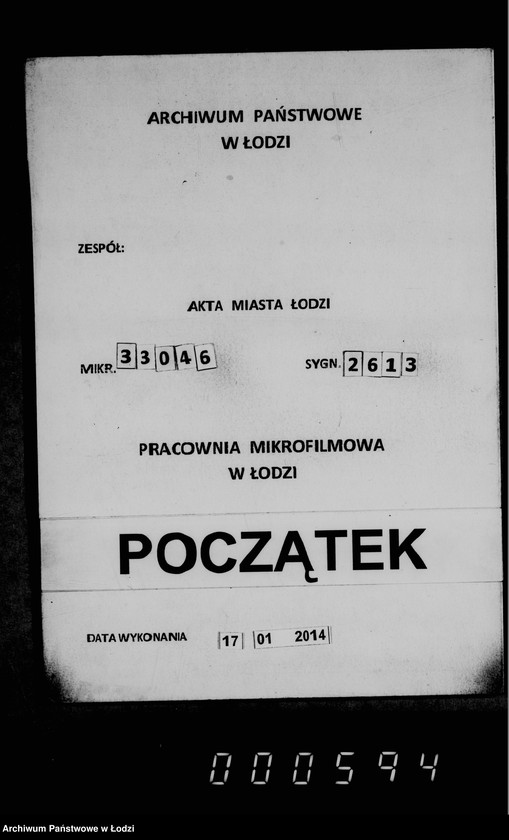 ARCHIWUM PAŃSTWOWE
W ŁODZI
ZESPÓŁ:
AKTA MIASTA ŁODZI
MIKR. 33046 SYGN. 2613
PRACOWNIA MIKROFILMOWA
W ŁODZI
POCZĄTEK
DATA WYKONANIA 17 01 2014
000594
Archiwum Państwowe w Łodzi